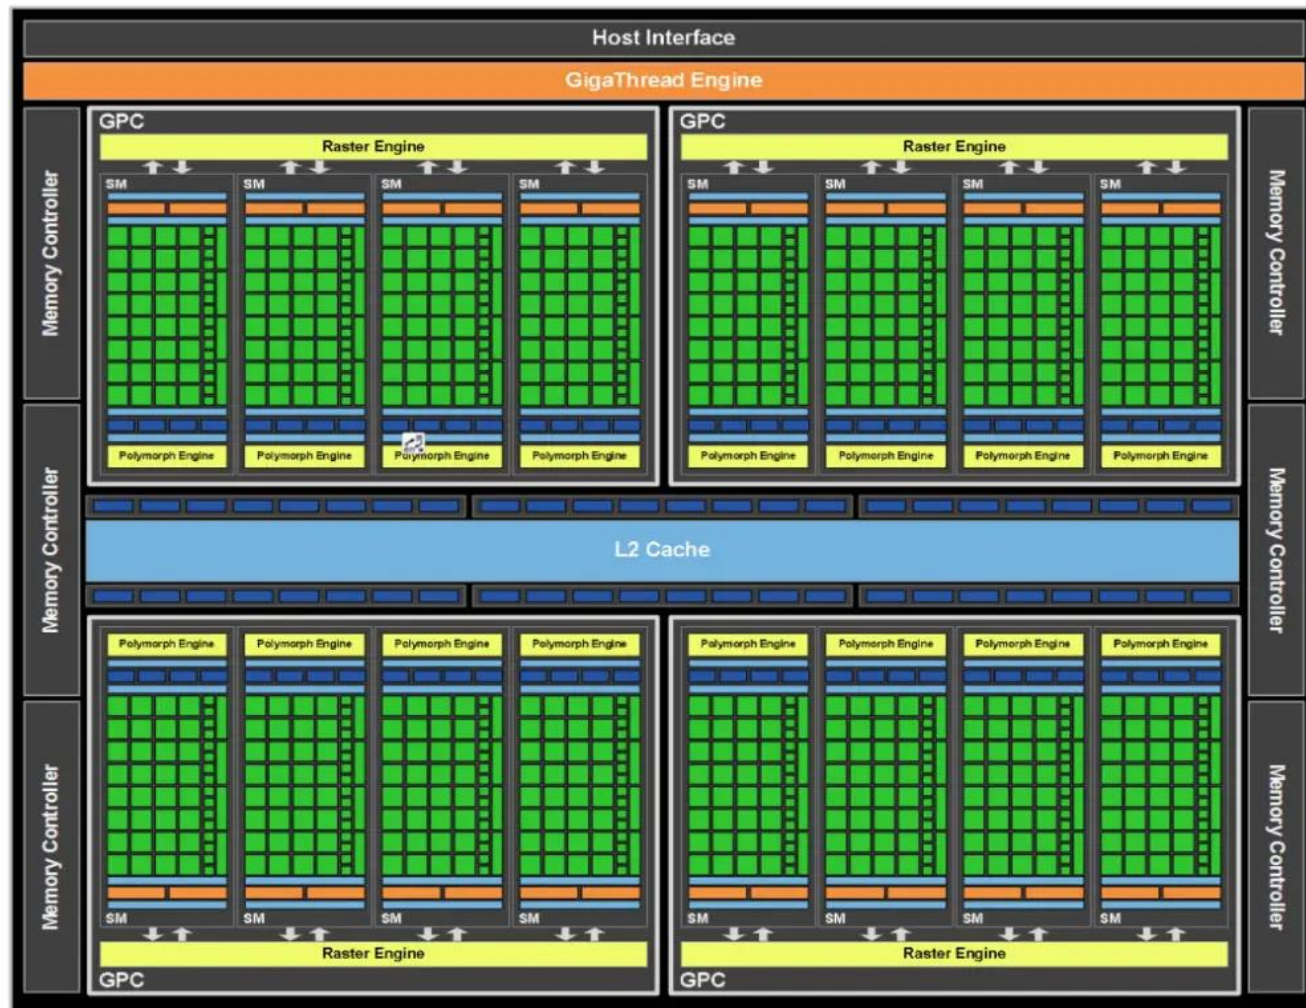 Host Interface
GigaThread Engine
GPC
GPC
Raster Engine
Raster Engine
SM
SM
SM
SM
SM
SM
SM
SM
Memory Controller
Memory Controller
Polymorph Engine
Polymorph Engine
Polymorph Engine
Polymorph Engine
Polymorph Engine
Polymorph Engine
Polymorph Engine
Polymorph Engine
Memory Controller
L2 Cache
Memory Controller
Polymorph Engine
Polymorph Engine
Polymorph Engine
Polymorph Engine
Polymorph Engine
Polymorph Engine
Polymorph Engine
Polymorph Engine
Memory Controller
Memory Controller
SM
SM
SM
SM
SM
SM
SM
SM
Raster Engine
Raster Engine
GPC
GPC